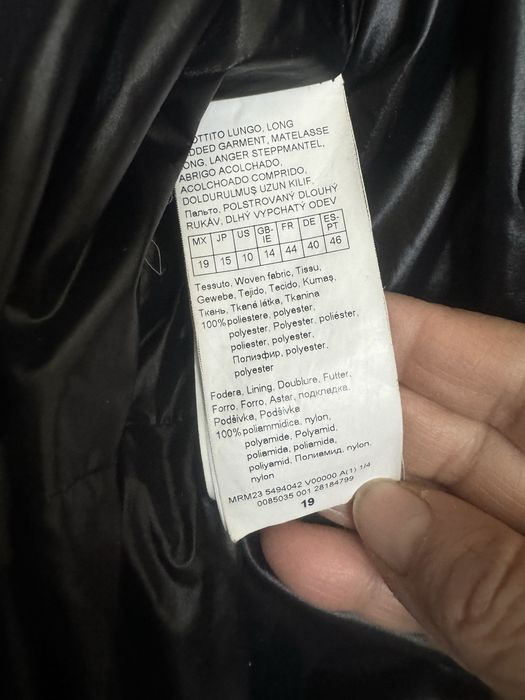 OTTITO LUNGO, LONG
DDED GARMENT, MATELASSE
ONG, LANGER STEPPMANTEL,
ABRIGO ACOLCHADO,
ACOLCHOADO COMPRIDO,
DOLDURULMUŞ UZUN KILIF,
Пальто, POLSTROVANÝ DLOUHÝ
RUKÁV, DLHÝ VYPCHATÝ ODEV
MX JP US GB-IE FR DE ES-PT
19 15 10 14 44 40 46
Tessuto, Woven fabric, Tissu,
Gewebe, Tejido, Tecido, Kumaş,
Ткань, Tkaná látka, Tkanina
100% poliestere, polyester,
polyester, Polyester, poliéster,
poliester, polyester,
Полиэфир, polyester,
polyester
Fodera, Lining, Doublure, Futter,
Forro, Forro, Astar, подкладка,
Podšívka, Podšívka
100% poliammidica, nylon,
polyamide, Polyamid,
poliamida, poliamida,
poliyamid, Полиамид, nylon,
nylon
MRM23 5494042 V00000 A(1) 1/4
0085035 001 28184799
19